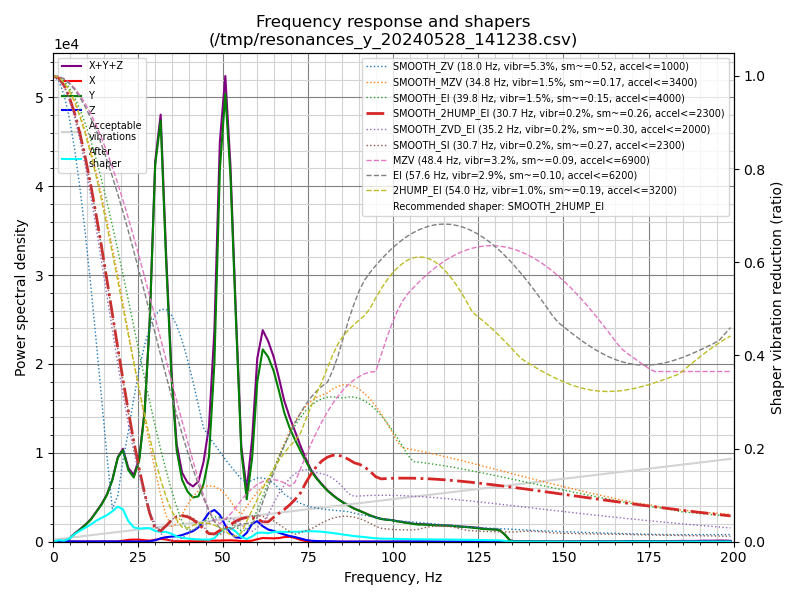 Frequency response and shapers
(/tmp/resonances_y_20240528_141238.csv)
1e4
X+Y+Z
X
Y
Z
Acceptable
vibrations
After
shaper
SMOOTH_ZV (18.0 Hz, vibr=5.3%, sm~=0.52, accel<=1000)
SMOOTH_MZV (34.8 Hz, vibr=1.5%, sm~=0.17, accel<=3400)
SMOOTH_EI (39.8 Hz, vibr=1.5%, sm~=0.15, accel<=4000)
SMOOTH_2HUMP_EI (30.7 Hz, vibr=0.2%, sm~=0.26, accel<=2300)
SMOOTH_ZVD_EI (35.2 Hz, vibr=0.2%, sm~=0.30, accel<=2000)
SMOOTH_SI (30.7 Hz, vibr=0.2%, sm~=0.27, accel<=2300)
MZV (48.4 Hz, vibr=3.2%, sm~=0.09, accel<=6900)
EI (57.6 Hz, vibr=2.9%, sm~=0.10, accel<=6200)
2HUMP_EI (54.0 Hz, vibr=1.0%, sm~=0.19, accel<=3200)
Recommended shaper: SMOOTH_2HUMP_EI
Power spectral density
5
4
3
2
1
0
1.0
0.8
0.6
0.4
0.2
0.0
Shaper vibration reduction (ratio)
0 25 50 75 100 125 150 175 200
Frequency, Hz